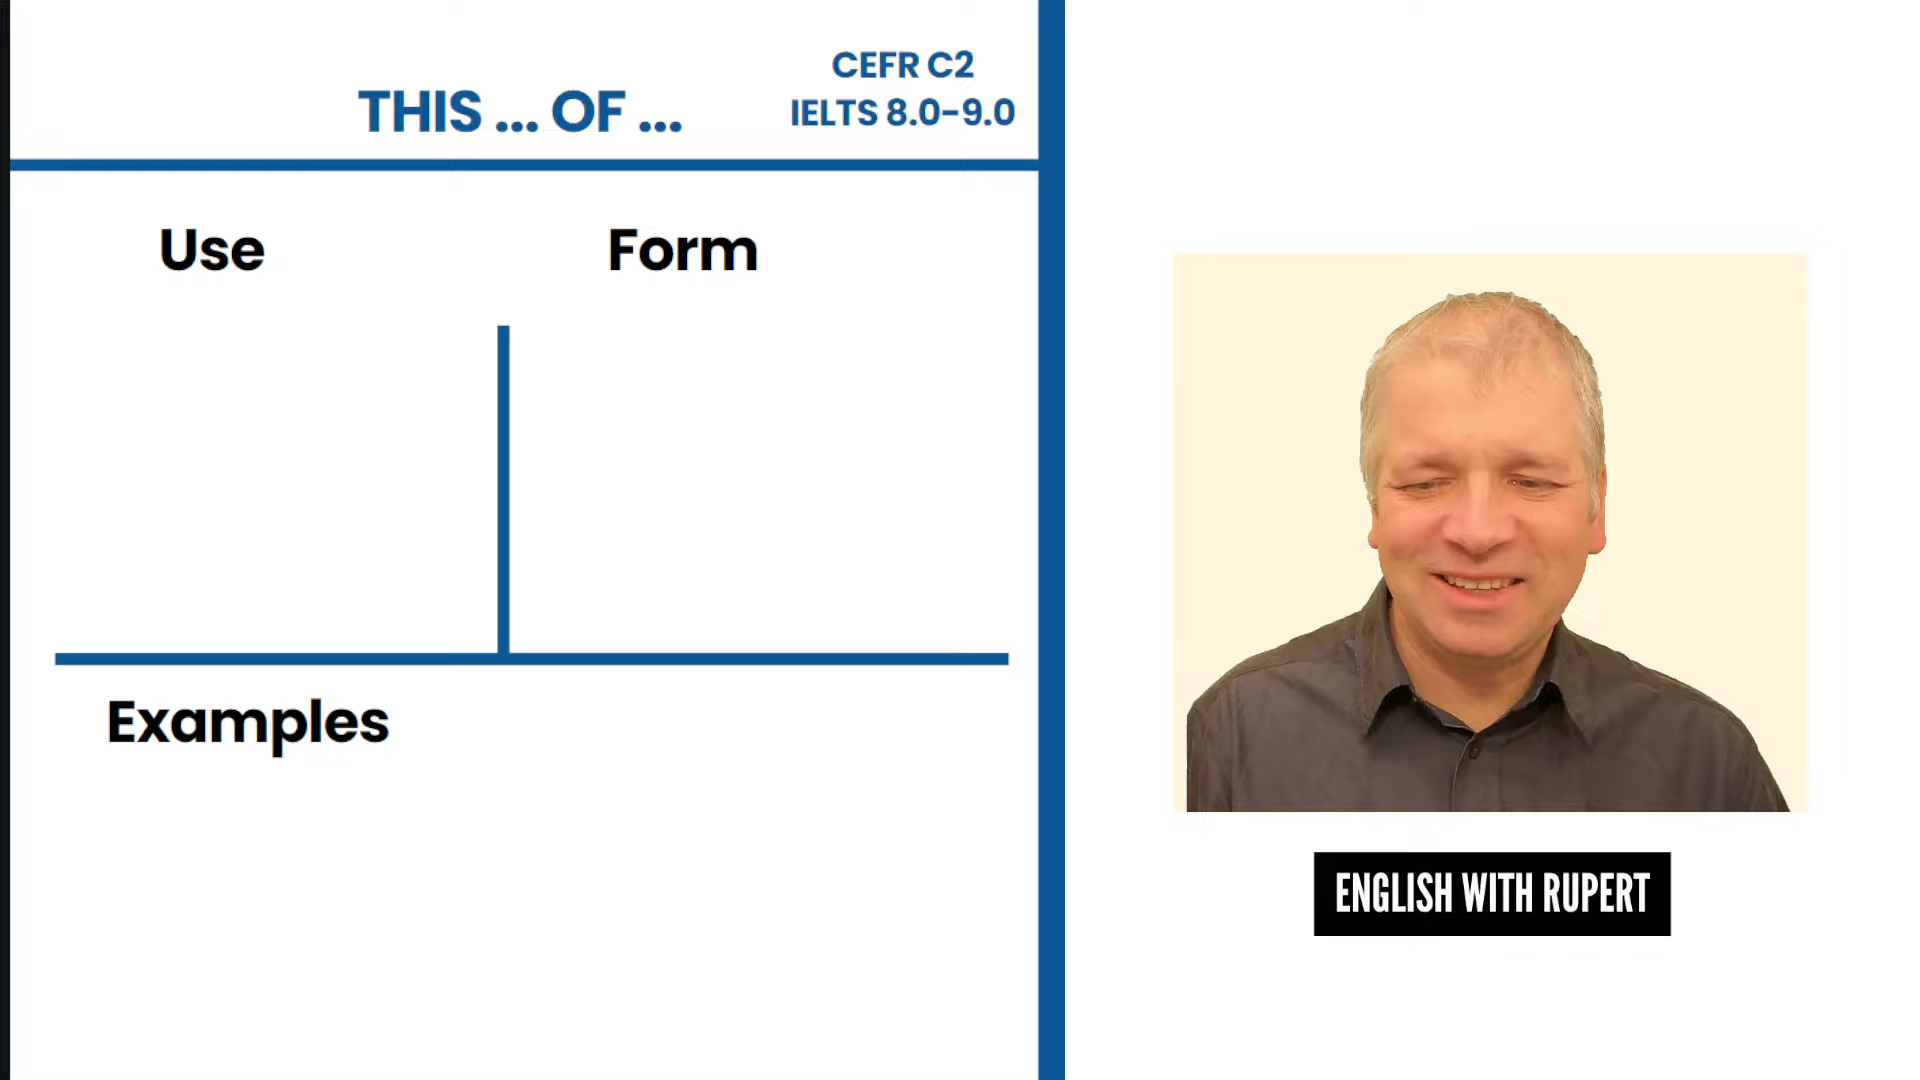 THIS ... OF ...
CEFR C2
IELTS 8.0-9.0
Use
Form
Examples
ENGLISH WITH RUPERT